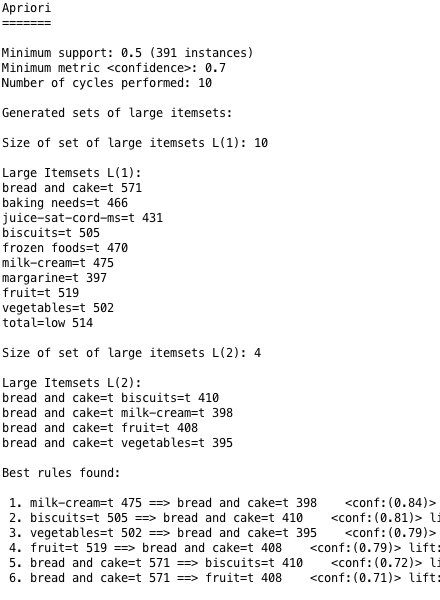 Apriori
=======
Minimum support: 0.5 (391 instances)
Minimum metric <confidence>: 0.7
Number of cycles performed: 10
Generated sets of large itemsets:
Size of set of large itemsets L(1): 10
Large Itemsets L(1):
bread and cake=t 571
baking needs=t 466
juice-sat-cord-ms=t 431
biscuits=t 505
frozen foods=t 470
milk-cream=t 475
margarine=t 397
fruit=t 519
vegetables=t 502
total=low 514
Size of set of large itemsets L(2): 4
Large Itemsets L(2):
bread and cake=t biscuits=t 410
bread and cake=t milk-cream=t 398
bread and cake=t fruit=t 408
bread and cake=t vegetables=t 395
Best rules found:
1. milk-cream=t 475 ==> bread and cake=t 398 <conf:(0.84)>
2. biscuits=t 505 ==> bread and cake=t 410 <conf:(0.81)> li
3. vegetables=t 502 ==> bread and cake=t 395 <conf:(0.79)>
4. fruit=t 519 ==> bread and cake=t 408 <conf:(0.79)> lift:
5. bread and cake=t 571 ==> biscuits=t 410 <conf:(0.72)> li
6. bread and cake=t 571 ==> fruit=t 408 <conf:(0.71)> lift: